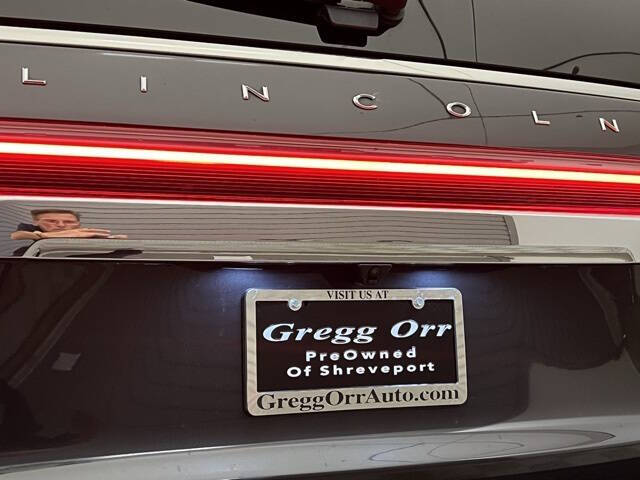 L LINCOLN
VISIT US AT
Gregg Orr
PreOwned
Of Shreveport
GreggOrrAuto.com